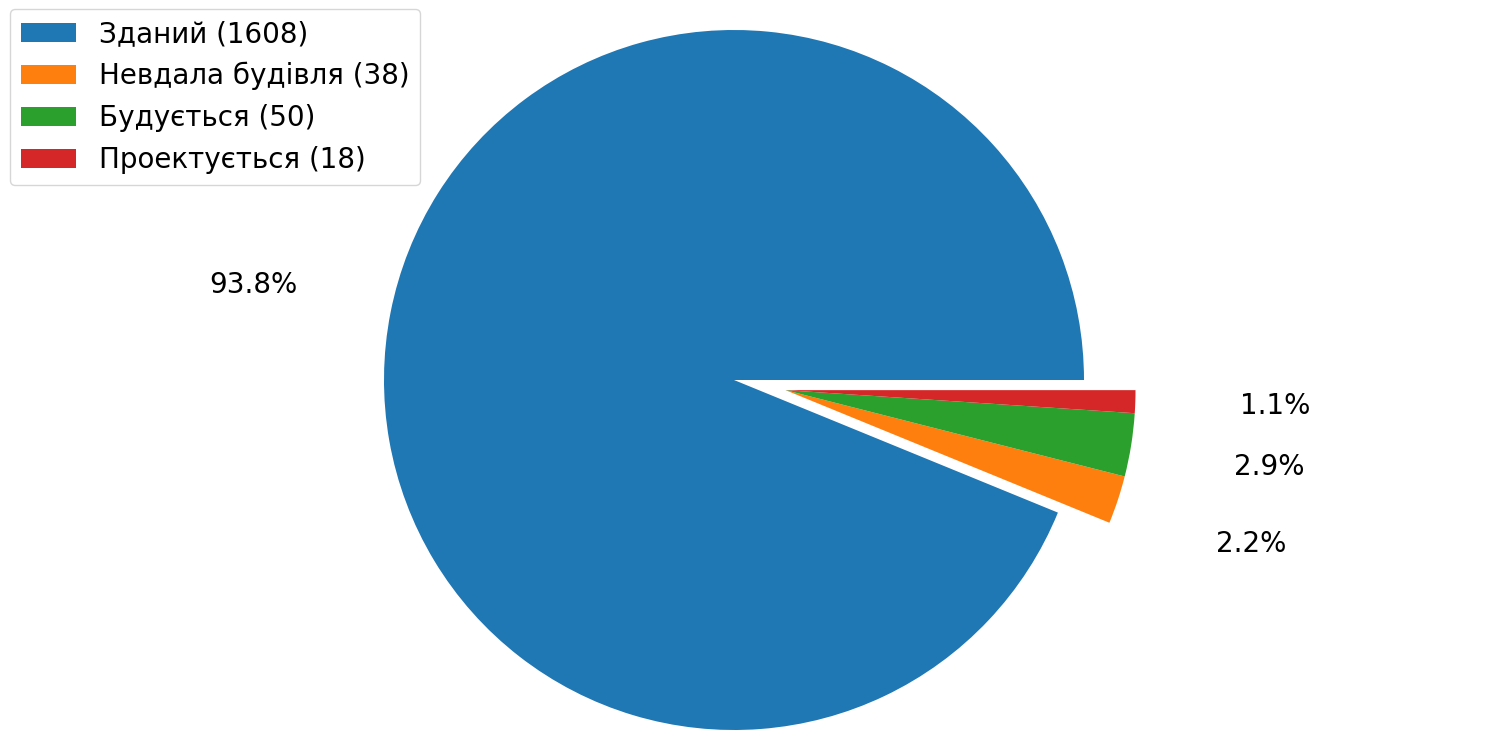 Зданий (1608)
Невдала будівля (38)
Будується (50)
Проектується (18)
93.8%
1.1%
2.9%
2.2%